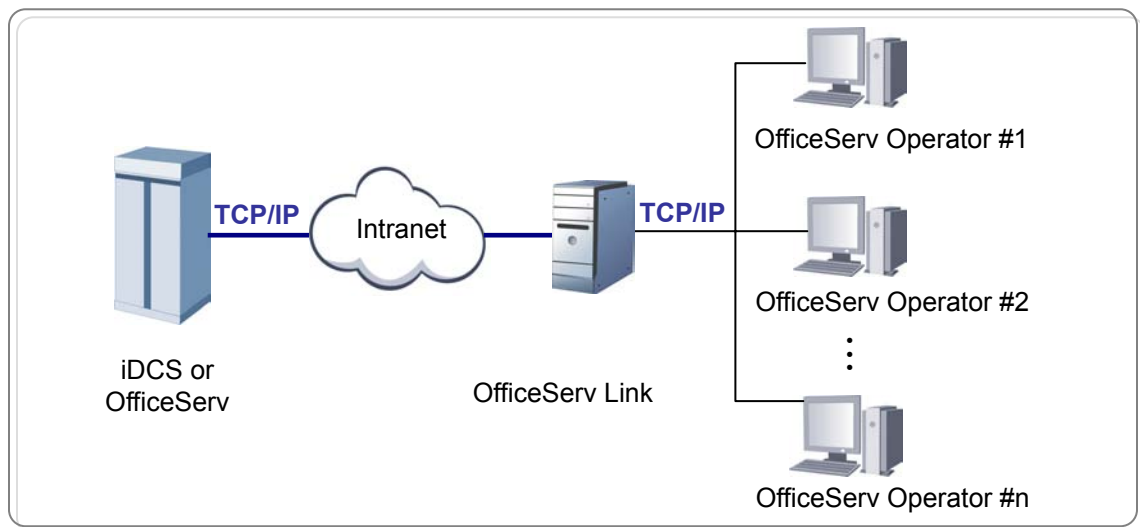 OfficeServ Operator #1
TCP/IP
Intranet
TCP/IP
OfficeServ Operator #2
iDCS or
OfficeServ
OfficeServ Link
OfficeServ Operator #n